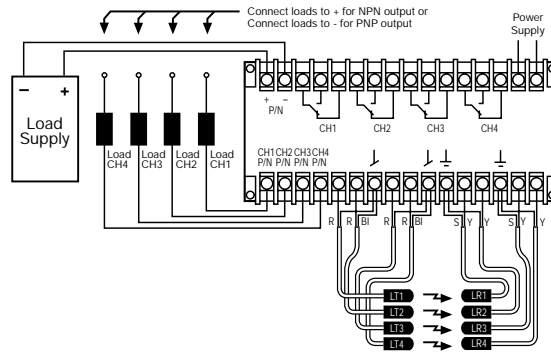 Connect loads to + for NPN output or
Connect loads to - for PNP output
Power
Supply
− +
Load
Supply
+ −
P/N
CH1 CH2 CH3 CH4
Load
CH4
Load
CH3
Load
CH2
Load
CH1
CH1 CH2 CH3 CH4
P/N P/N P/N P/N
R R Bl R R Bl S Y Y S Y Y
LT1 LR1
LT2 LR2
LT3 LR3
LT4 LR4